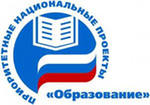 ПРИОРИТЕТНЫЕ НАЦИОНАЛЬНЫЕ ПРОЕКТЫ
«Образование»